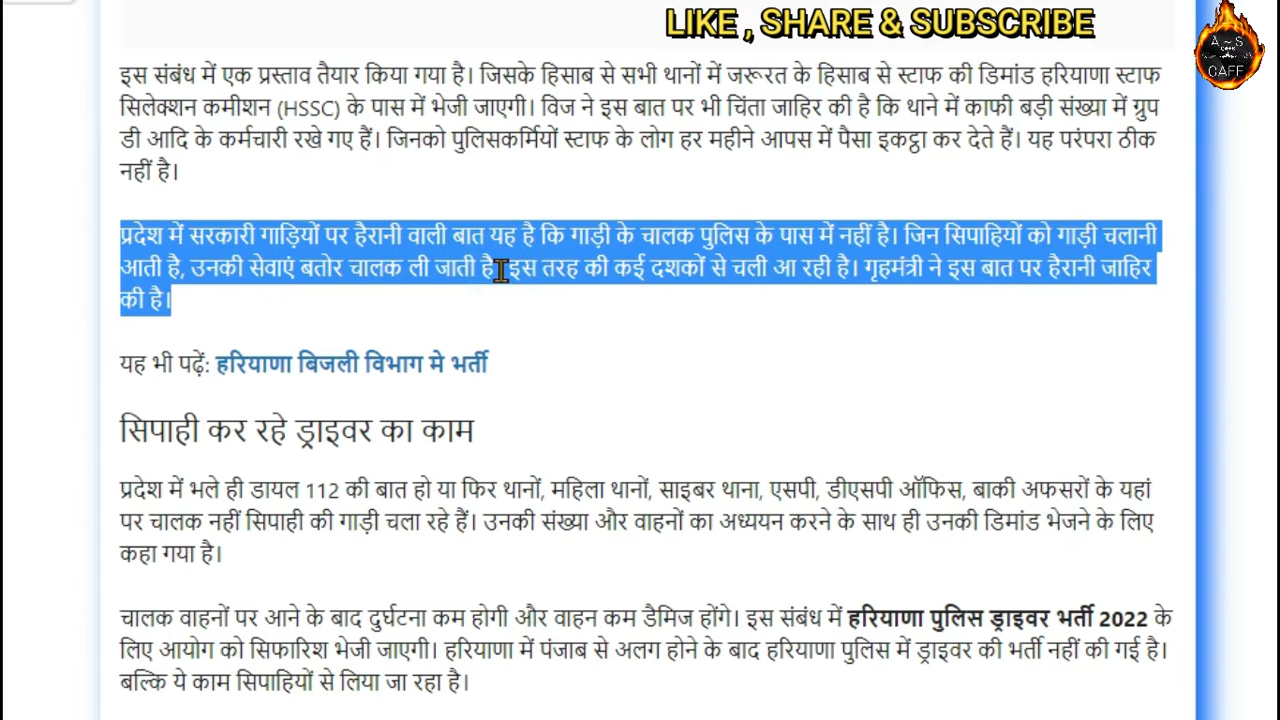 LIKE , SHARE & SUBSCRIBE
A ~ S
CAFF
इस संबंध में एक प्रस्ताव तैयार किया गया है। जिसके हिसाब से सभी थानों में जरूरत के हिसाब से स्टाफ की डिमांड हरियाणा स्टाफ
सिलेक्शन कमीशन (HSSC) के पास में भेजी जाएगी। विज ने इस बात पर भी चिंता जाहिर की है कि थाने में काफी बड़ी संख्या में ग्रुप
डी आदि के कर्मचारी रखे गए हैं। जिनको पुलिसकर्मियों स्टाफ के लोग हर महीने आपस में पैसा इकट्ठा कर देते हैं। यह परंपरा ठीक
नहीं है।
प्रदेश में सरकारी गाड़ियों पर हैरानी वाली बात यह है कि गाड़ी के चालक पुलिस के पास में नहीं है। जिन सिपाहियों को गाड़ी चलानी
आती है, उनकी सेवाएं बतोर चालक ली जाती है इस तरह की कई दशकों से चली आ रही है। गृहमंत्री ने इस बात पर हैरानी जाहिर
की है।
यह भी पढ़ें: हरियाणा बिजली विभाग मे भर्ती
सिपाही कर रहे ड्राइवर का काम
प्रदेश में भले ही डायल 112 की बात हो या फिर थानों, महिला थानों, साइबर थाना, एसपी, डीएसपी ऑफिस, बाकी अफसरों के यहां
पर चालक नहीं सिपाही की गाड़ी चला रहे हैं। उनकी संख्या और वाहनों का अध्ययन करने के साथ ही उनकी डिमांड भेजने के लिए
कहा गया है।
चालक वाहनों पर आने के बाद दुर्घटना कम होगी और वाहन कम डैमिज होंगे। इस संबंध में हरियाणा पुलिस ड्राइवर भर्ती 2022 के
लिए आयोग को सिफारिश भेजी जाएगी। हरियाणा में पंजाब से अलग होने के बाद हरियाणा पुलिस में ड्राइवर की भर्ती नहीं की गई है।
बल्कि ये काम सिपाहियों से लिया जा रहा है।